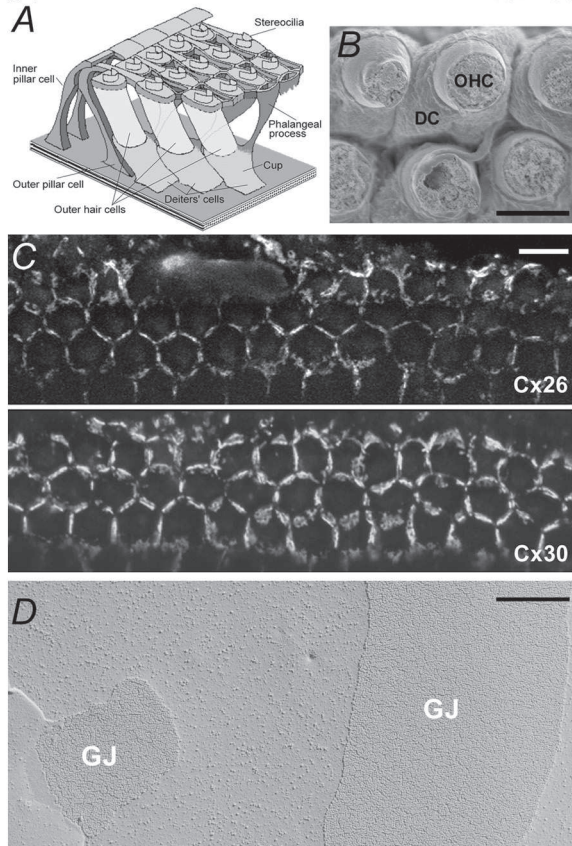 A
Stereocilia
Inner
pillar cell
Phalangeal
process
Cup
Outer pillar cell
Deiters' cells
Outer hair cells
B
OHC
DC
C
Cx26
Cx30
D
GJ
GJ